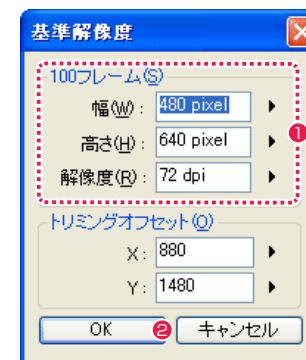 基準解像度
100フレーム(S)
幅(W): 480 pixel
高さ(H): 640 pixel
解像度(R): 72 dpi
1
トリミングオフセット(O)
X: 880
Y: 1480
OK 2 キャンセル